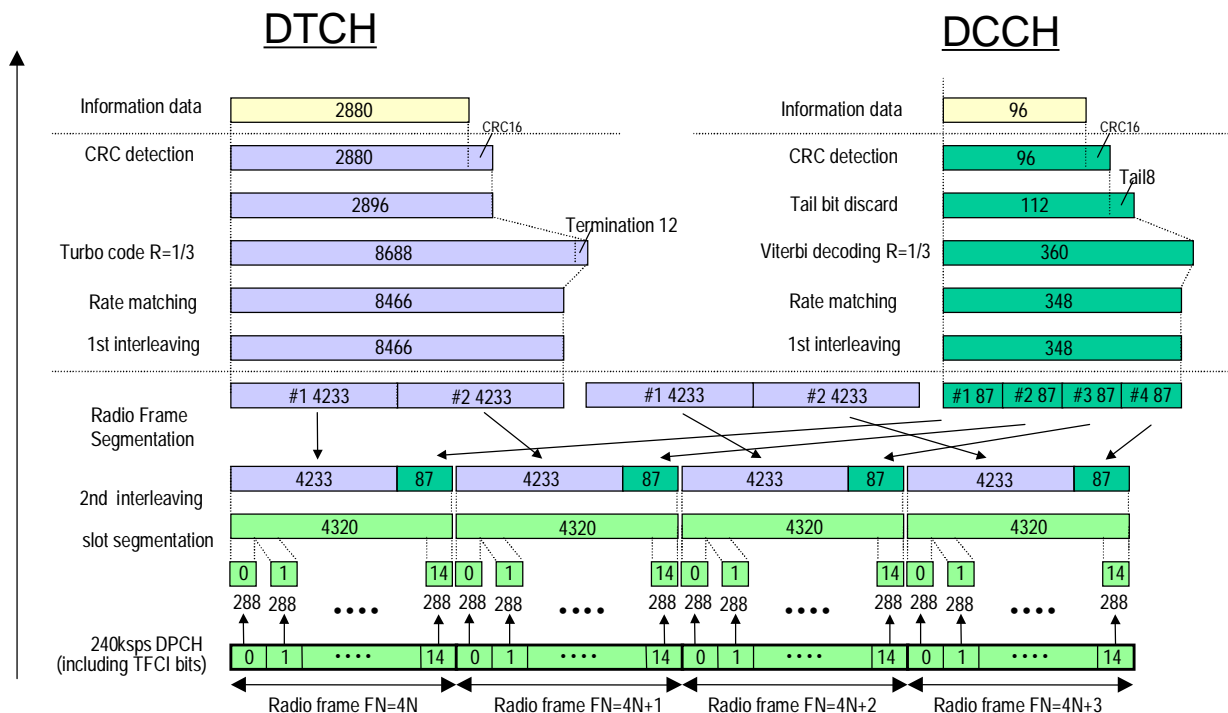 DTCH
DCCH
Information data
2880
Information data
96
CRC16
CRC16
CRC detection
2880
CRC detection
96
Tail8
2896
Tail bit discard
112
Termination 12
Turbo code R=1/3
8688
Viterbi decoding R=1/3
360
Rate matching
8466
Rate matching
348
1st interleaving
8466
1st interleaving
348
#1 4233 #2 4233 #1 4233 #2 4233 #1 87 #2 87 #3 87 #4 87
Radio Frame
Segmentation
4233 87 4233 87 4233 87 4233 87
2nd interleaving
4320 4320 4320 4320
slot segmentation
0 1 14 0 1 14 0 1 14 0 1 14
288 288 •••• 288 288 288 •••• 288 288 288 •••• 288 288 288 •••• 288
240ksps DPCH
(including TFCI bits)
0 1 •••• 14 0 1 •••• 14 0 1 •••• 14 0 1 •••• 14
Radio frame FN=4N Radio frame FN=4N+1 Radio frame FN=4N+2 Radio frame FN=4N+3